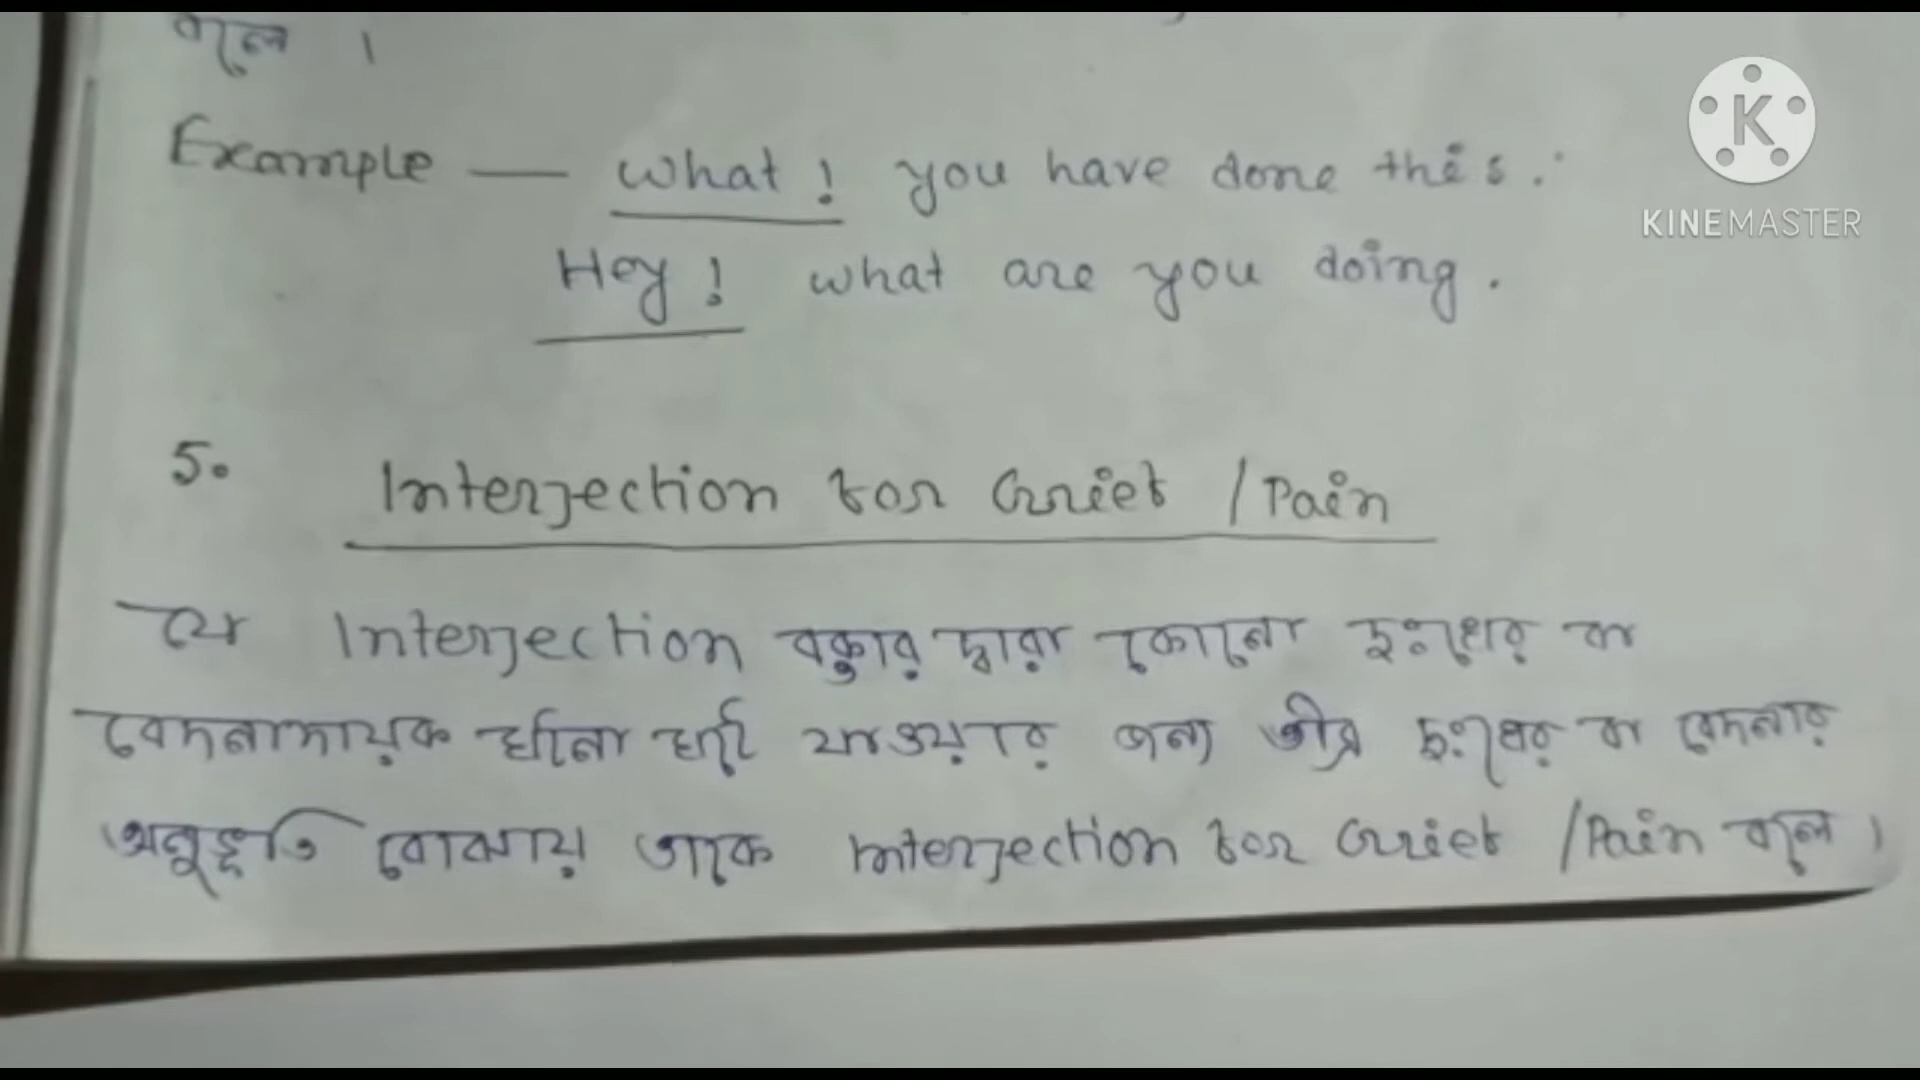 বলে ।
Example — What! you have done this.
Hey! what are you doing.
K
KINEMASTER
5. Interjection for Grief / Pain
যে Interjection বক্তার দ্বারা কোনো দুঃখের বা
বেদনাদায়ক ঘটনা ঘটে যাওয়ার জন্য তীব্র দুঃখের বা বেদনার
অনুভূতি বোঝায় তাকে Interjection for Grief /Pain বলে ।